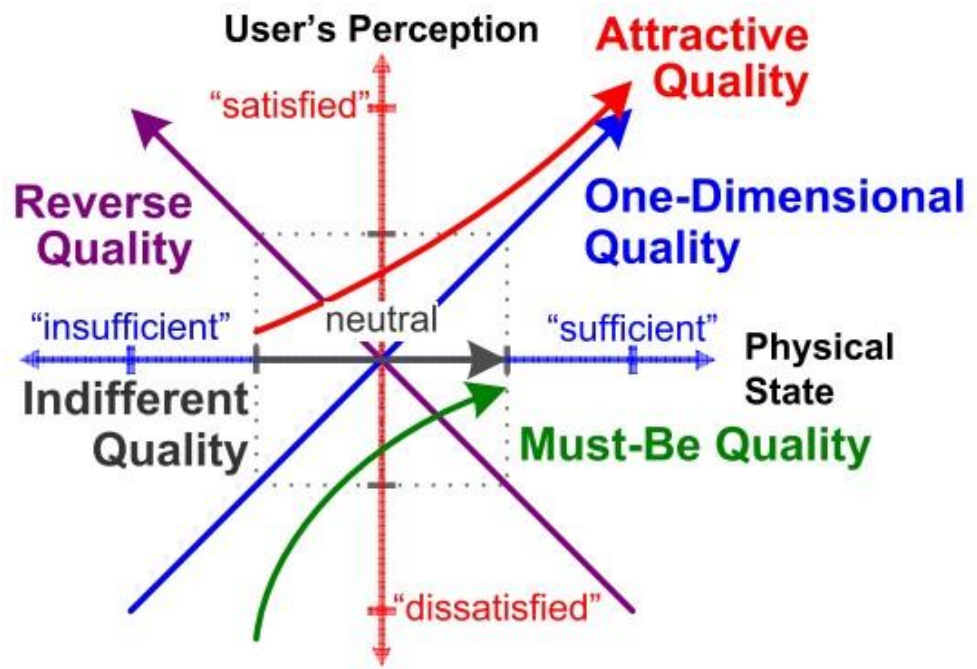 User's Perception
Attractive
Quality
“satisfied”
Reverse
Quality
One-Dimensional
Quality
“insufficient”
neutral
“sufficient”
Physical
State
Indifferent
Quality
Must-Be Quality
“dissatisfied”